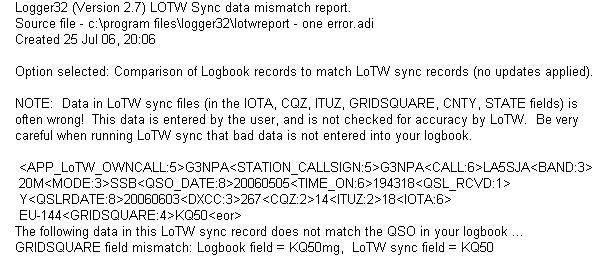 Logger32 (Version 2.7) LOTW Sync data mismatch report.
Source file - c:\program files\logger32\lotwreport - one error.adi
Created 25 Jul 06, 20:06
Option selected: Comparison of Logbook records to match LoTW sync records (no updates applied).
NOTE:  Data in LoTW sync files (in the IOTA, CQZ, ITUZ, GRIDSQUARE, CNTY, STATE fields) is
often wrong!  This data is entered by the user, and is not checked for accuracy by LoTW.  Be very
careful when running LoTW sync that bad data is not entered into your logbook.
<APP_LoTW_OWNCALL:5>G3NPA<STATION_CALLSIGN:5>G3NPA<CALL:6>LA5SJA<BAND:3>
20M<MODE:3>SSB<QSO_DATE:8>20060505<TIME_ON:6>194318<QSL_RCVD:1>
Y<QSLRDATE:8>20060603<DXCC:3>267<CQZ:2>14<ITUZ:2>18<IOTA:6>
EU-144<GRIDSQUARE:4>KQ50<eor>
The following data in this LoTW sync record does not match the QSO in your logbook ...
GRIDSQUARE field mismatch: Logbook field = KQ50mg,  LoTW sync field = KQ50